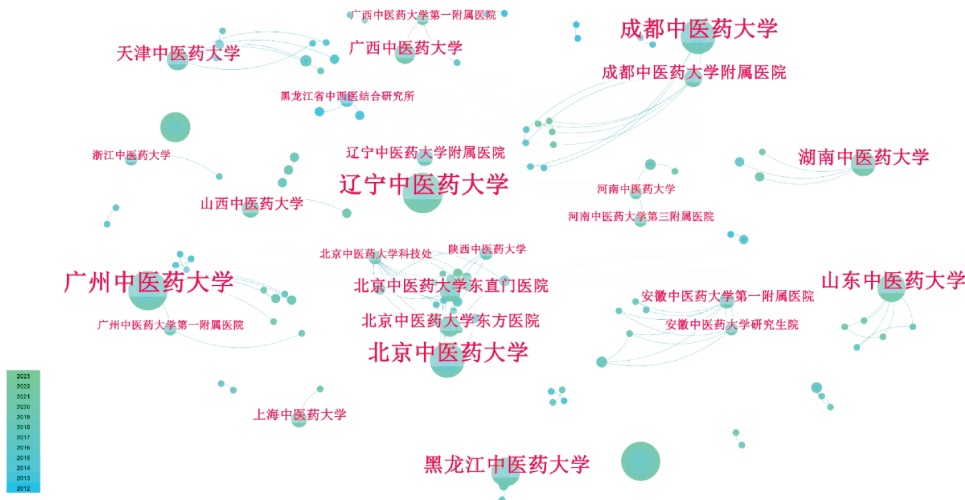 广西中医药大学第一附属医院
成都中医药大学
天津中医药大学
广西中医药大学
成都中医药大学附属医院
黑龙江省中西医结合研究所
浙江中医药大学
辽宁中医药大学附属医院
湖南中医药大学
辽宁中医药大学
河南中医药大学
山西中医药大学
河南中医药大学第三附属医院
北京中医药大学科技处
陕西中医药大学
广州中医药大学
北京中医药大学东直门医院
山东中医药大学
安徽中医药大学第一附属医院
广州中医药大学第一附属医院
北京中医药大学东方医院
安徽中医药大学研究生院
北京中医药大学
上海中医药大学
黑龙江中医药大学
2023
2022
2021
2020
2019
2018
2017
2016
2015
2014
2013
2012